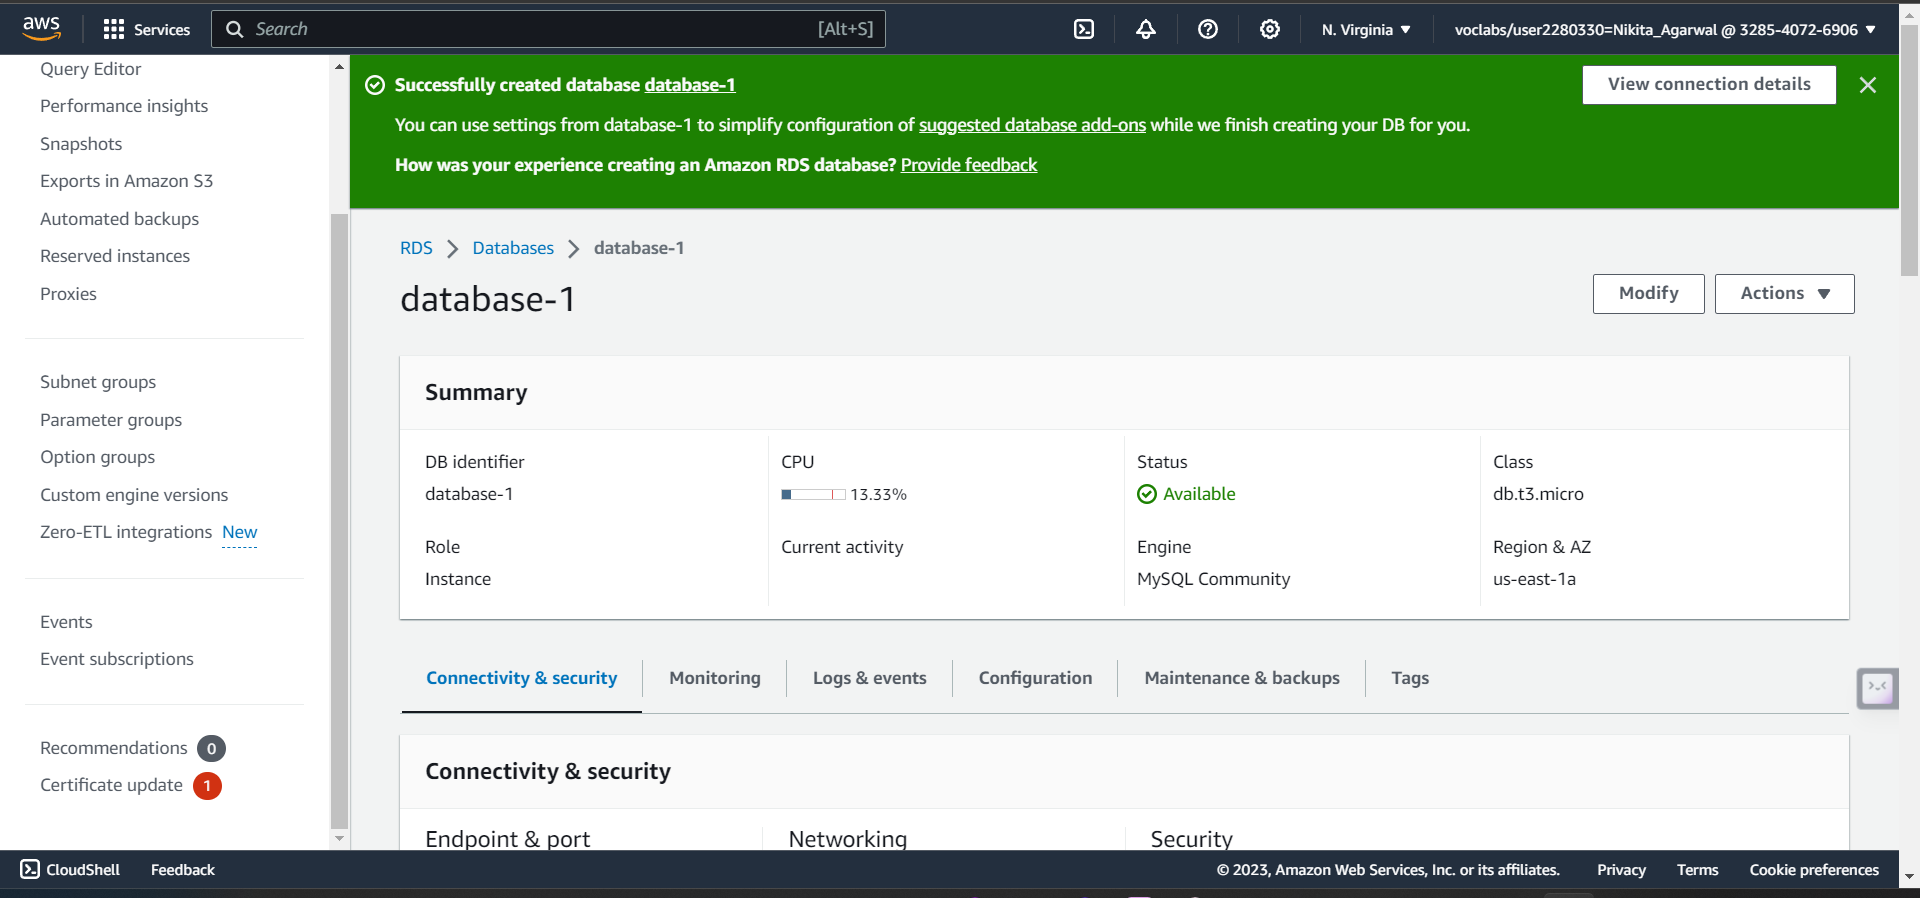 aws
Services
Search [Alt+S]
N. Virginia
voclabs/user2280330=Nikita_Agarwal @ 3285-4072-6906
Query Editor
Performance insights
Snapshots
Exports in Amazon S3
Automated backups
Reserved instances
Proxies
Subnet groups
Parameter groups
Option groups
Custom engine versions
Zero-ETL integrations New
Events
Event subscriptions
Recommendations 0
Certificate update 1
Successfully created database database-1
View connection details
You can use settings from database-1 to simplify configuration of suggested database add-ons while we finish creating your DB for you.
How was your experience creating an Amazon RDS database? Provide feedback
RDS Databases database-1
database-1
Modify
Actions
Summary
DB identifier
database-1
CPU
13.33%
Status
Available
Class
db.t3.micro
Role
Instance
Current activity
Engine
MySQL Community
Region & AZ
us-east-1a
Connectivity & security
Monitoring
Logs & events
Configuration
Maintenance & backups
Tags
Connectivity & security
Endpoint & port
Networking
Security
CloudShell
Feedback
© 2023, Amazon Web Services, Inc. or its affiliates.
Privacy
Terms
Cookie preferences